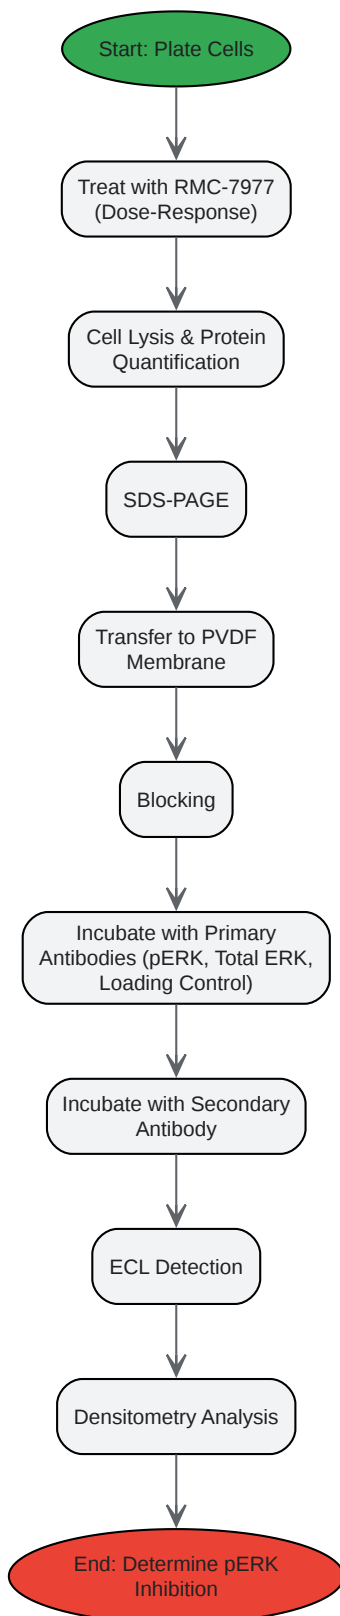 Start: Plate Cells
Treat with RMC-7977
(Dose-Response)
Cell Lysis & Protein
Quantification
SDS-PAGE
Transfer to PVDF
Membrane
Blocking
Incubate with Primary
Antibodies (pERK, Total ERK,
Loading Control)
Incubate with Secondary
Antibody
ECL Detection
Densitometry Analysis
End: Determine pERK
Inhibition